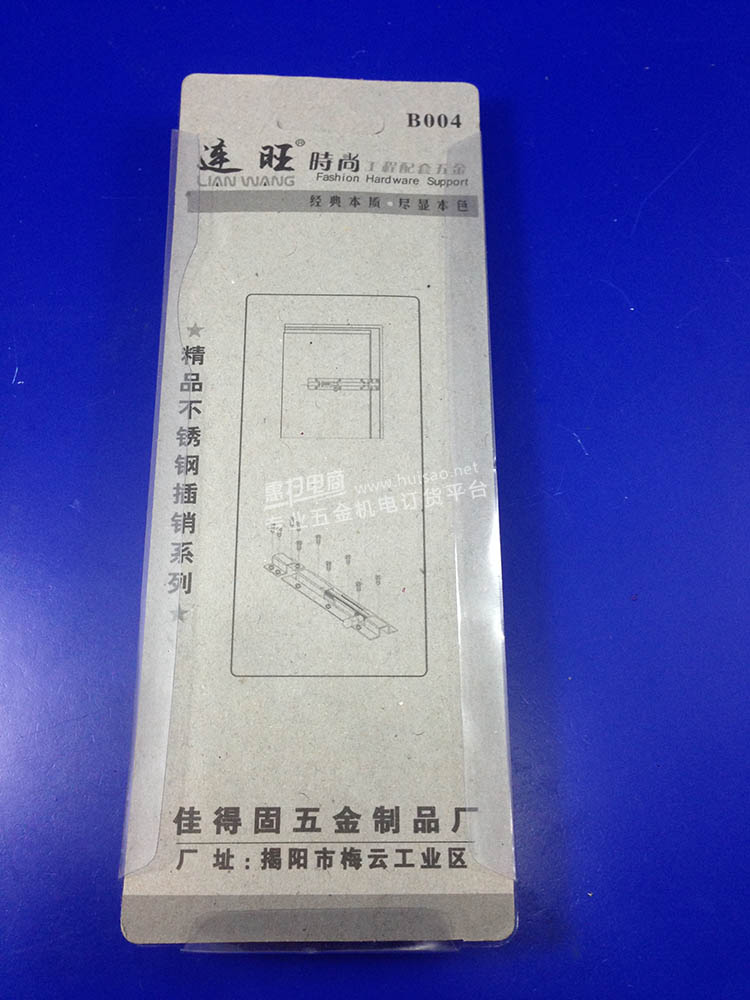 B004
连旺®
LIAN WANG
時尚工程配套五金
Fashion Hardware Support
经典本质·尽显本色
★精品不锈钢插销系列★
惠扫电商 www.huisao.net
专业五金机电订货平台
佳得固五金制品厂
厂址:揭阳市梅云工业区